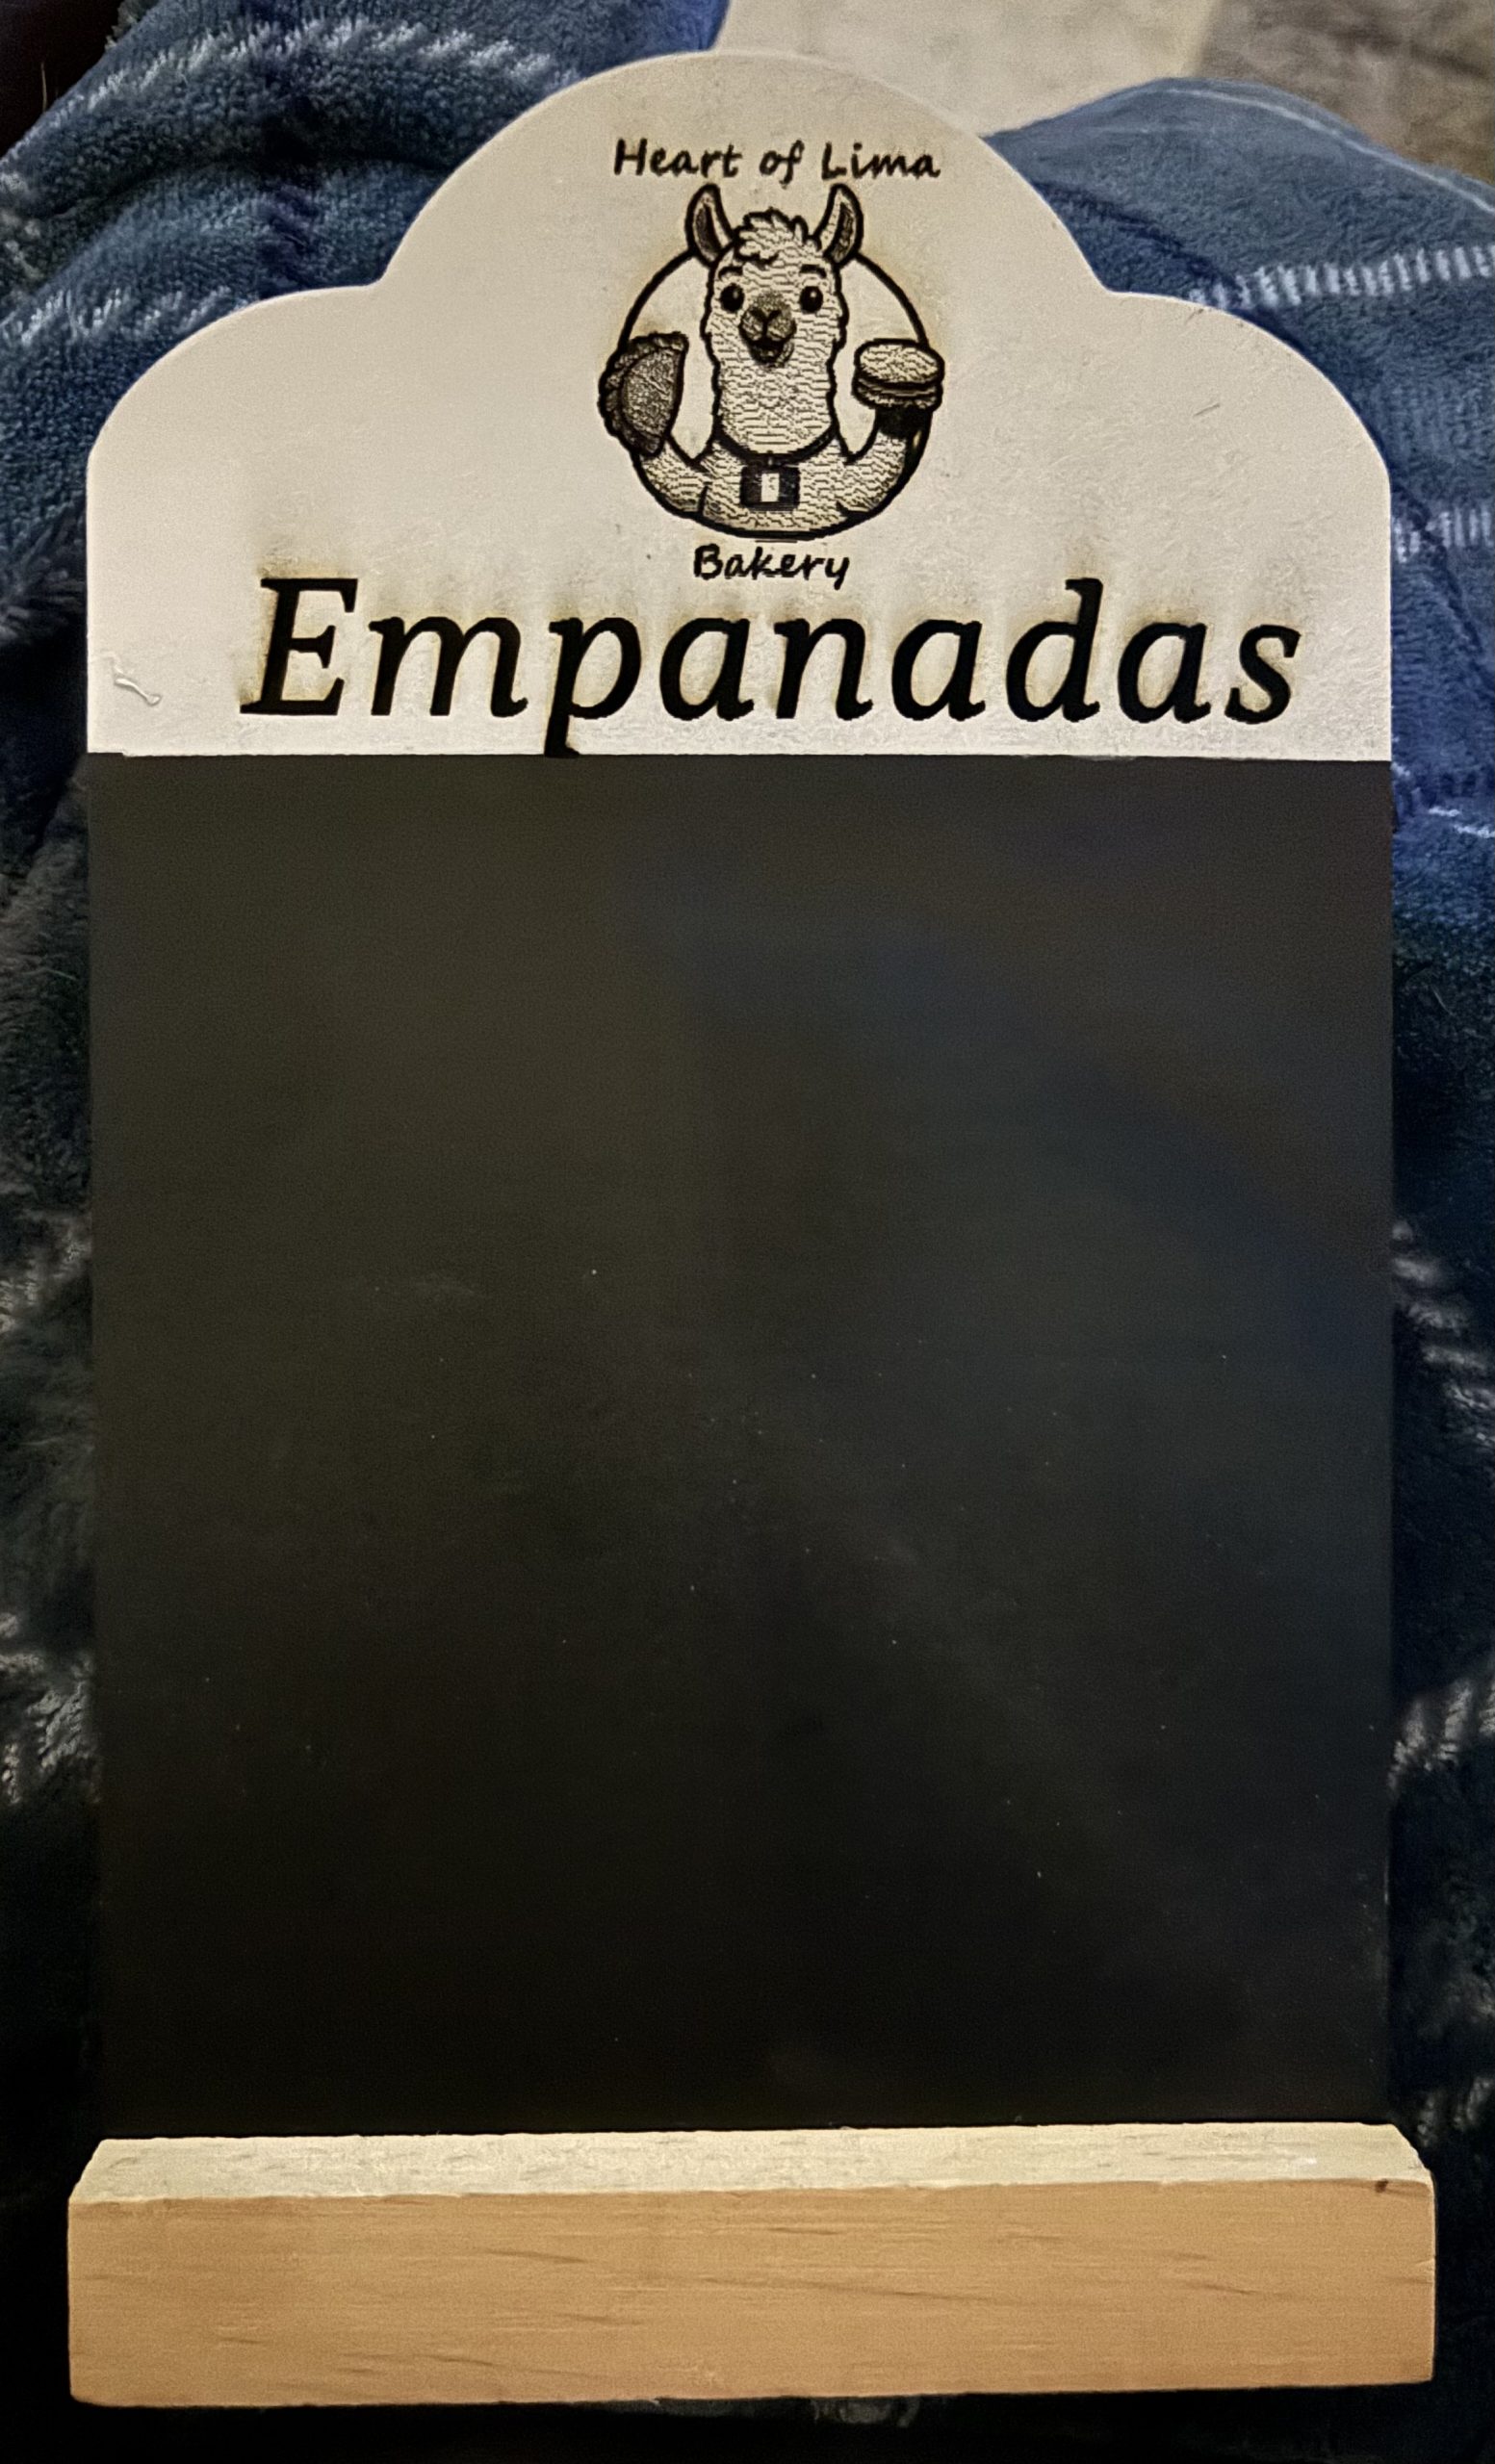 Heart of Lima
Bakery
Empanadas